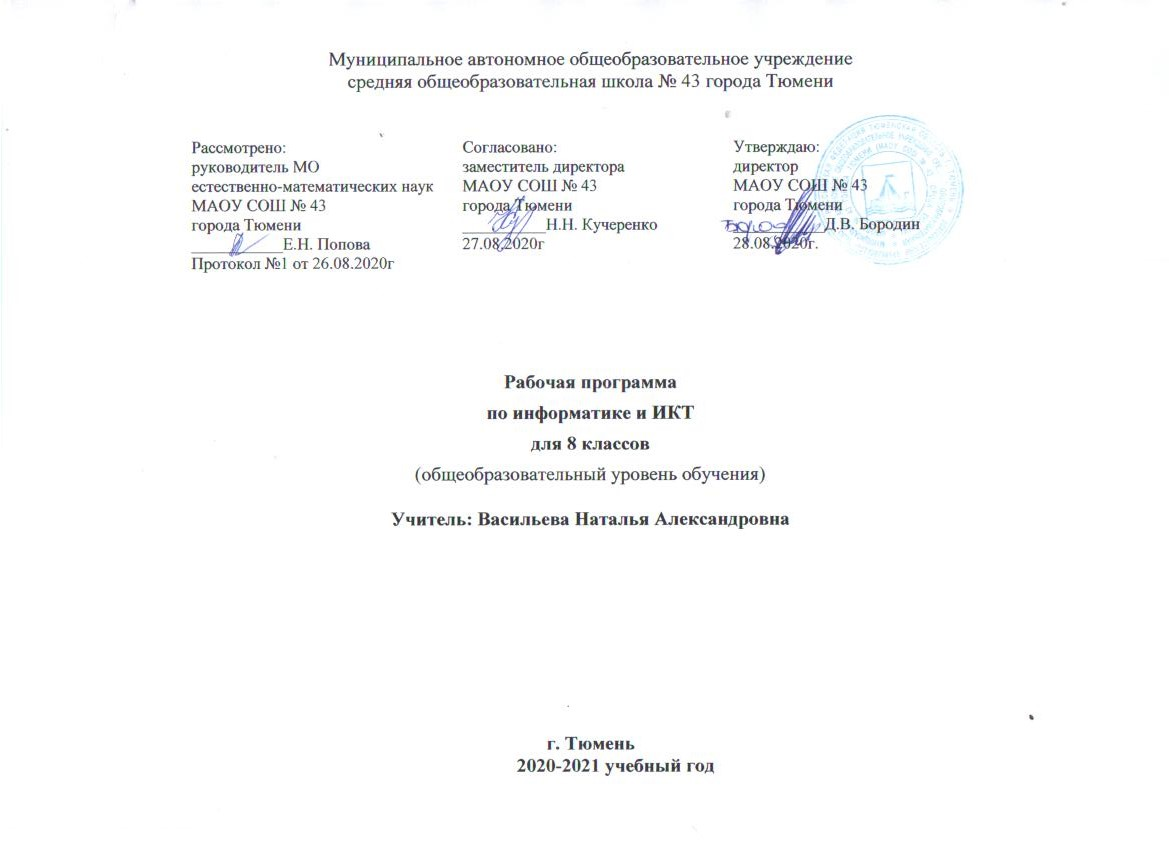 Муниципальное автономное общеобразовательное учреждение
средняя общеобразовательная школа № 43 города Тюмени
Рассмотрено:
руководитель МО
естественно-математических наук
МАОУ СОШ № 43
города Тюмени
___________Е.Н. Попова
Протокол №1 от 26.08.2020г
Согласовано:
заместитель директора
МАОУ СОШ № 43
города Тюмени
__________Н.Н. Кучеренко
27.08.2020г
Утверждаю:
директор
МАОУ СОШ № 43
города Тюмени
___________Д.В. Бородин
28.08.2020г.
Рабочая программа
по информатике и ИКТ
для 8 классов
(общеобразовательный уровень обучения)
Учитель: Васильева Наталья Александровна
г. Тюмень
2020-2021 учебный год